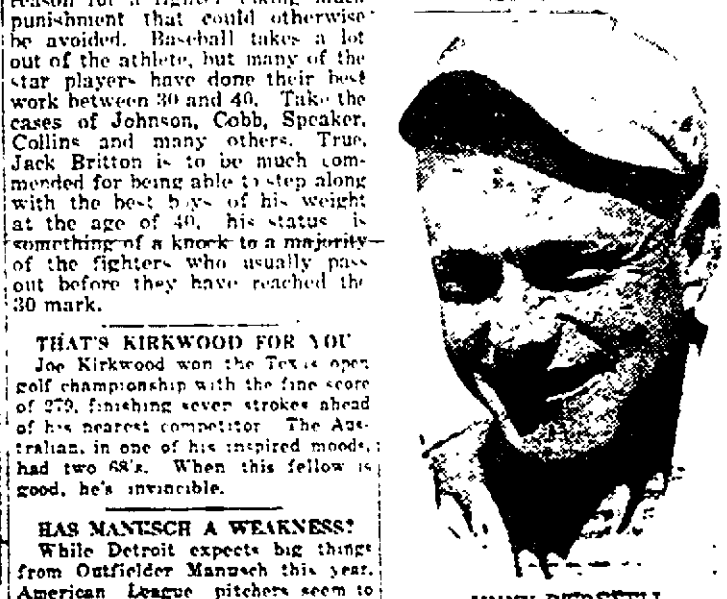 reason for a fighter taking much
punishment that could otherwise
be avoided. Baseball takes a lot
out of the athlete, but many of the
star players have done their best
work between 30 and 40. Take the
cases of Johnson, Cobb, Speaker,
Collins and many others. True,
Jack Britton is to be much com-
mended for being able to step along
with the best boys of his weight
at the age of 40, his status is
something of a knock to a majority
of the fighters who usually pass
out before they have reached the
30 mark.
THAT'S KIRKWOOD FOR YOU
Joe Kirkwood won the Texas open
golf championship with the fine score
of 279, finishing seven strokes ahead
of his nearest competitor. The Aus-
tralian, in one of his inspired moods,
had two 68's. When this fellow is
good, he's invincible.
HAS MANUSCH A WEAKNESS?
While Detroit expects big things
from Outfielder Manusch this year,
American League pitchers seem to